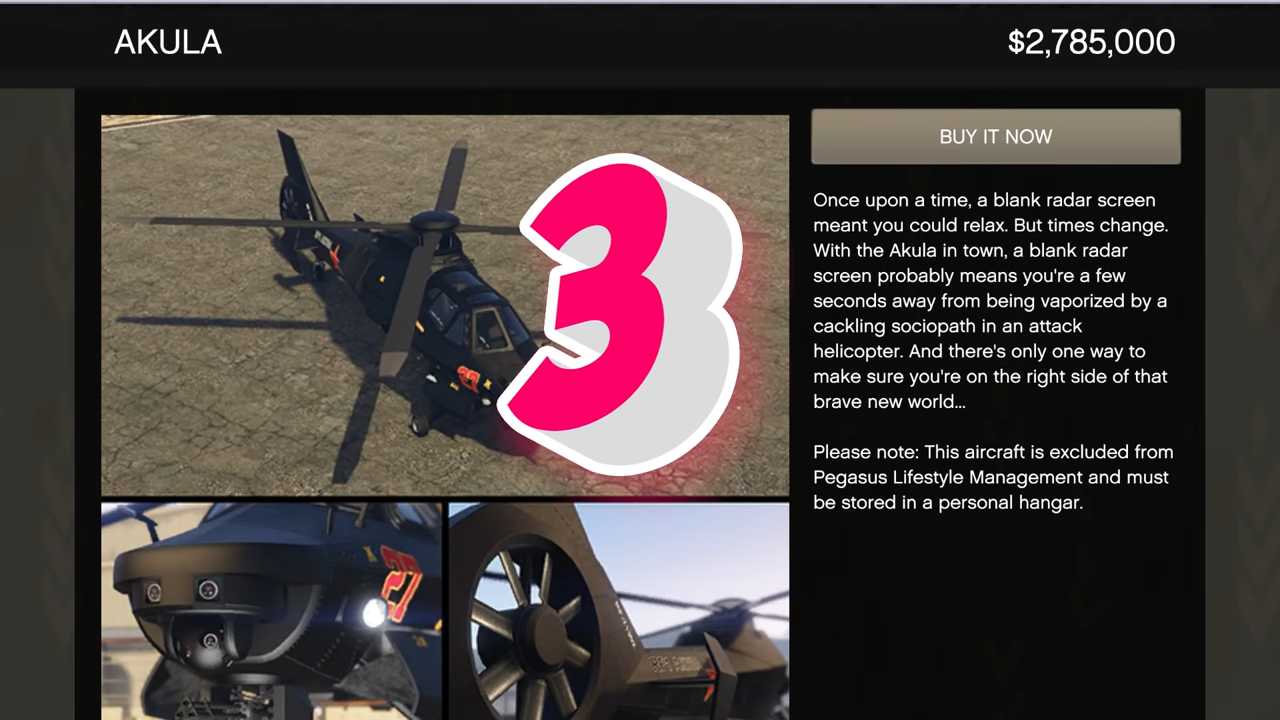 AKULA
$2,785,000
BUY IT NOW
3
27
Once upon a time, a blank radar screen
meant you could relax. But times change.
With the Akula in town, a blank radar
screen probably means you're a few
seconds away from being vaporized by a
cackling sociopath in an attack
helicopter. And there's only one way to
make sure you're on the right side of that
brave new world...
Please note: This aircraft is excluded from
Pegasus Lifestyle Management and must
be stored in a personal hangar.
27